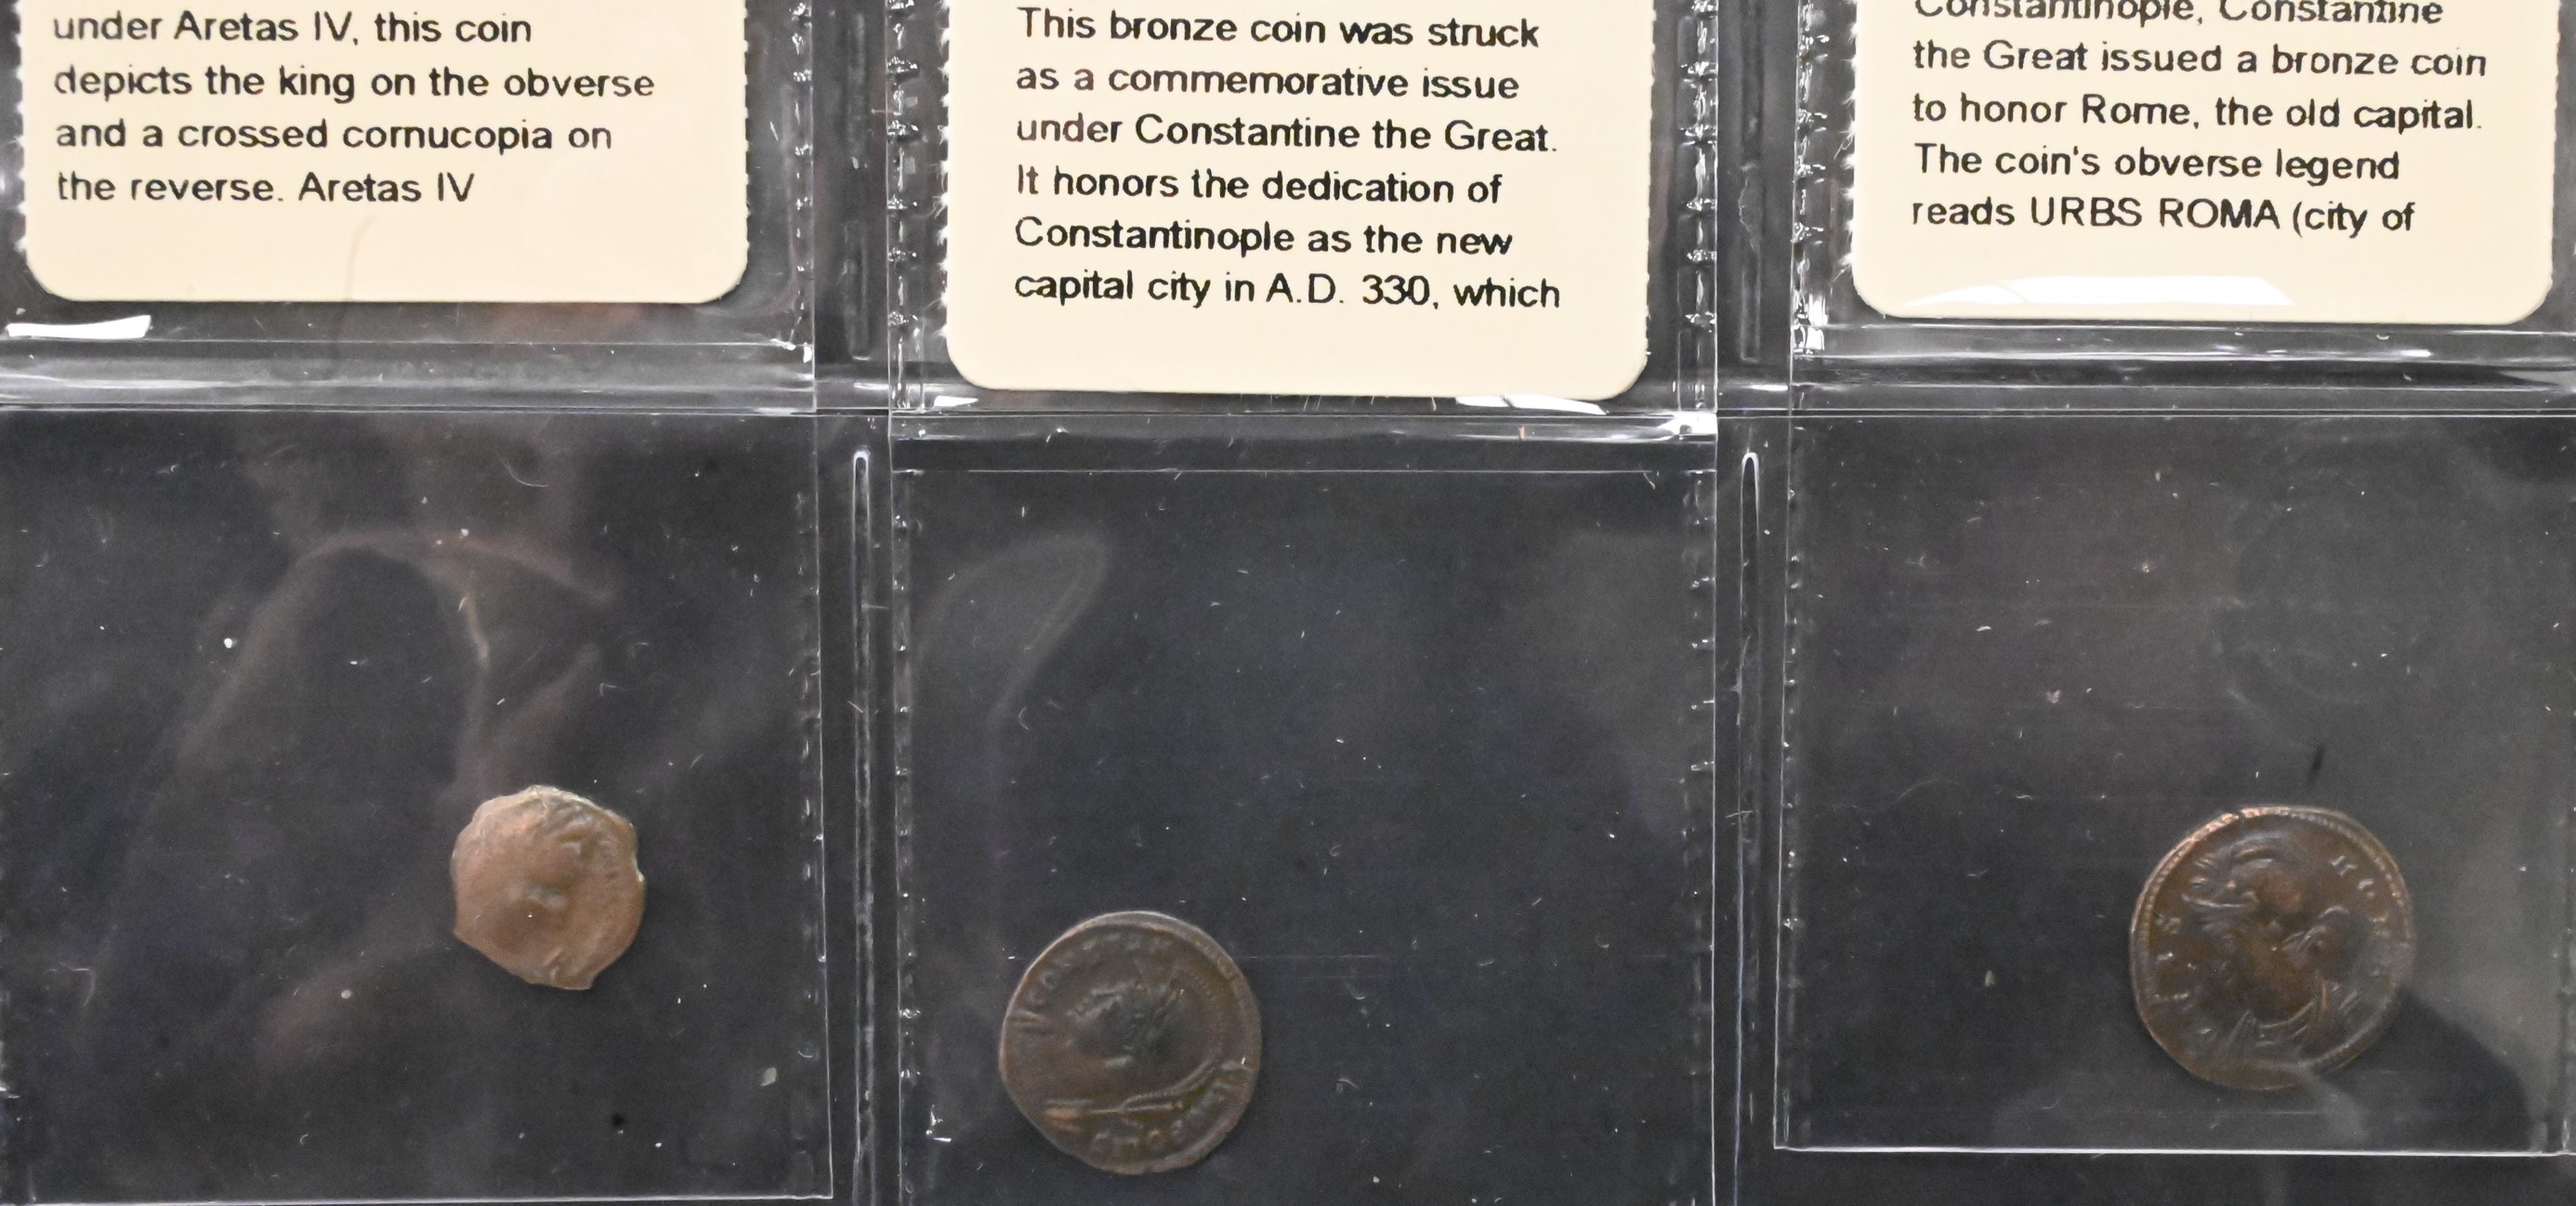 under Aretas IV, this coin
depicts the king on the obverse
and a crossed cornucopia on
the reverse. Aretas IV
This bronze coin was struck
as a commemorative issue
under Constantine the Great.
It honors the dedication of
Constantinople as the new
capital city in A.D. 330, which
Constantinople, Constantine
the Great issued a bronze coin
to honor Rome, the old capital.
The coin's obverse legend
reads URBS ROMA (city of